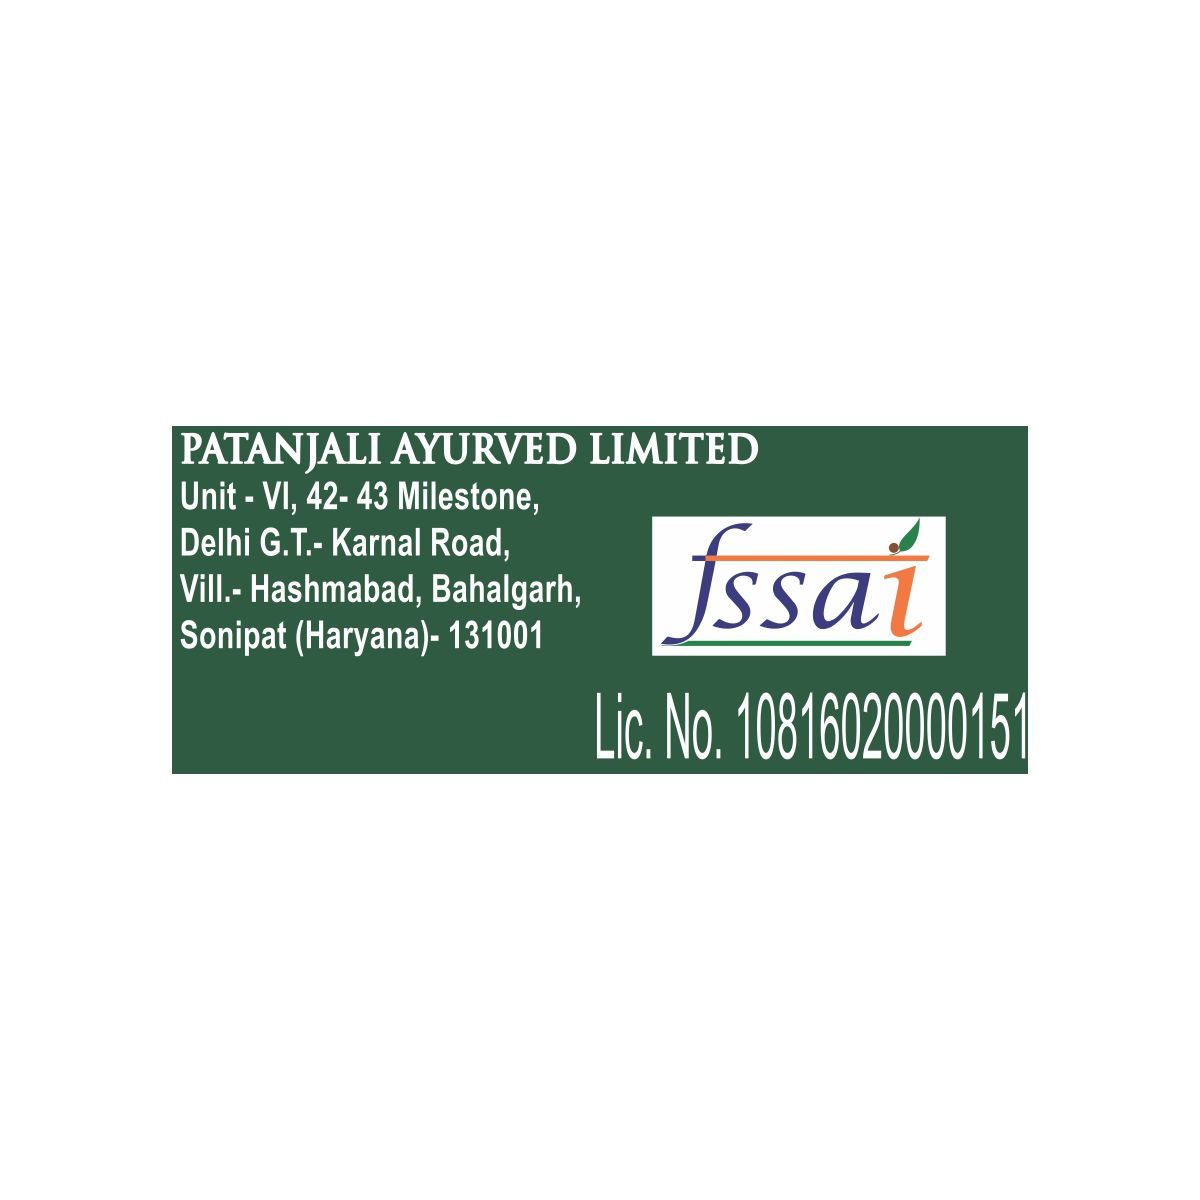 PATANJALI AYURVED LIMITED
Unit - VI, 42- 43 Milestone,
Delhi G.T.- Karnal Road,
Vill.- Hashmabad, Bahalgarh,
Sonipat (Haryana)- 131001
fssai
Lic. No. 10816020000151